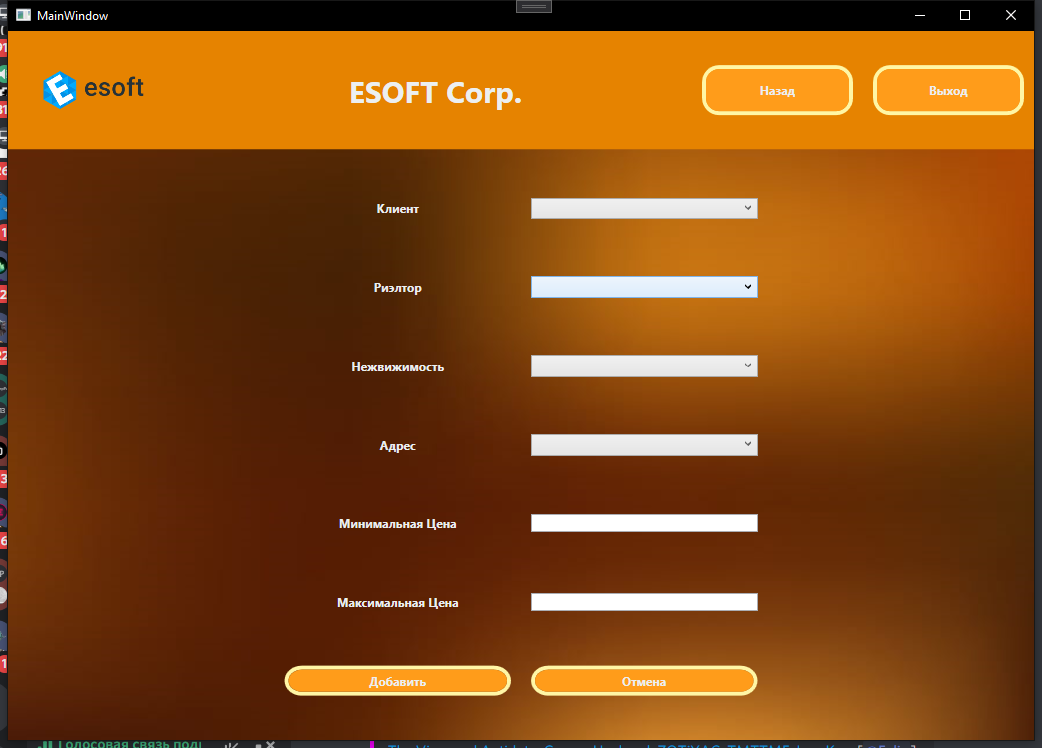 MainWindow
esoft
ESOFT Corp.
Назад
Выход
Клиент
Риэлтор
Нежвижимость
Адрес
Минимальная Цена
Максимальная Цена
Добавить
Отмена